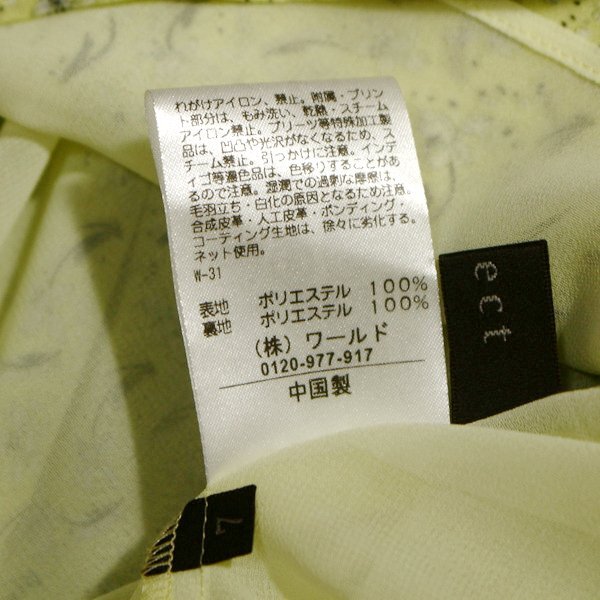 れがけアイロン、禁止。附属・プリン
ト部分は、もみ洗い、乾燥・スチーム
アイロン禁止。プリーツ等特殊加工製
品は、凹凸や光沢がなくなるため、ス
チーム禁止。引っかけに注意。インデ
ィゴ等濃色品は、色移りすることがあ
るので注意。湿潤での過剰な摩擦は、
毛羽立ち・白化の原因となるため注意。
合成皮革・人工皮革・ボンディング・
コーティング生地は、徐々に劣化する。
ネット使用。
W-31
表地 ポリエステル 100%
裏地 ポリエステル 100%
(株) ワールド
0120-977-917
中国製
ect
L